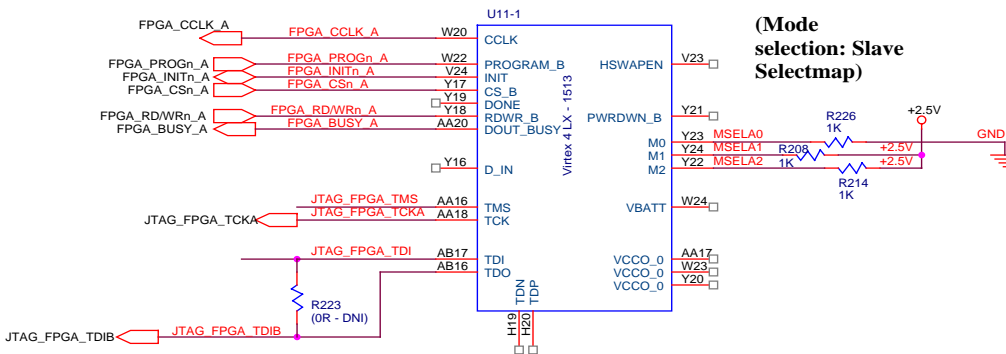 U11-1
(Mode
selection: Slave
Selectmap)
FPGA_CCLK_A
FPGA_CCLK_A
W20
CCLK
FPGA_PROGn_A
FPGA_PROGn_A
W22
PROGRAM_B
FPGA_INITn_A
FPGA_INITn_A
V24
INIT
FPGA_CSn_A
FPGA_CSn_A
Y17
CS_B
Y19
DONE
FPGA_RD/WRn_A
FPGA_RD/WRn_A
Y18
RDWR_B
FPGA_BUSY_A
FPGA_BUSY_A
AA20
DOUT_BUSY
Y16
D_IN
JTAG_FPGA_TMS
AA16
TMS
JTAG_FPGA_TCKA
JTAG_FPGA_TCKA
AA18
TCK
JTAG_FPGA_TDI
AB17
TDI
AB16
TDO
R223
(0R - DNI)
JTAG_FPGA_TDIB
JTAG_FPGA_TDIB
Virtex 4 LX - 1513
TDN
TDP
H19
H20
HSWAPEN
V23
PWRDWN_B
Y21
M0
Y23
MSELA0
R226
1K
GND
M1
Y24
MSELA1
R208
1K
+2.5V
M2
Y22
MSELA2
R214
1K
+2.5V
+2.5V
VBATT
W24
VCCO_0
AA17
VCCO_0
W23
VCCO_0
Y20